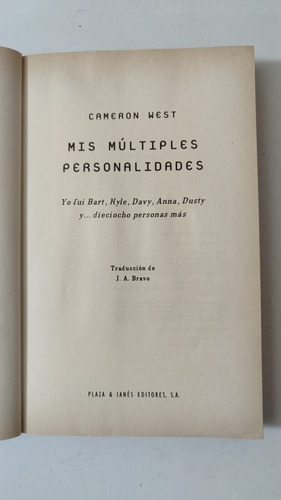 CAMERON WEST
MIS MÚLTIPLES
PERSONALIDADES
Yo fui Bart, Kyle, Davy, Anna, Dusty
y... dieciocho personas más
Traducción de
J. A. Bravo
PLAZA & JANÉS EDITORES, S.A.